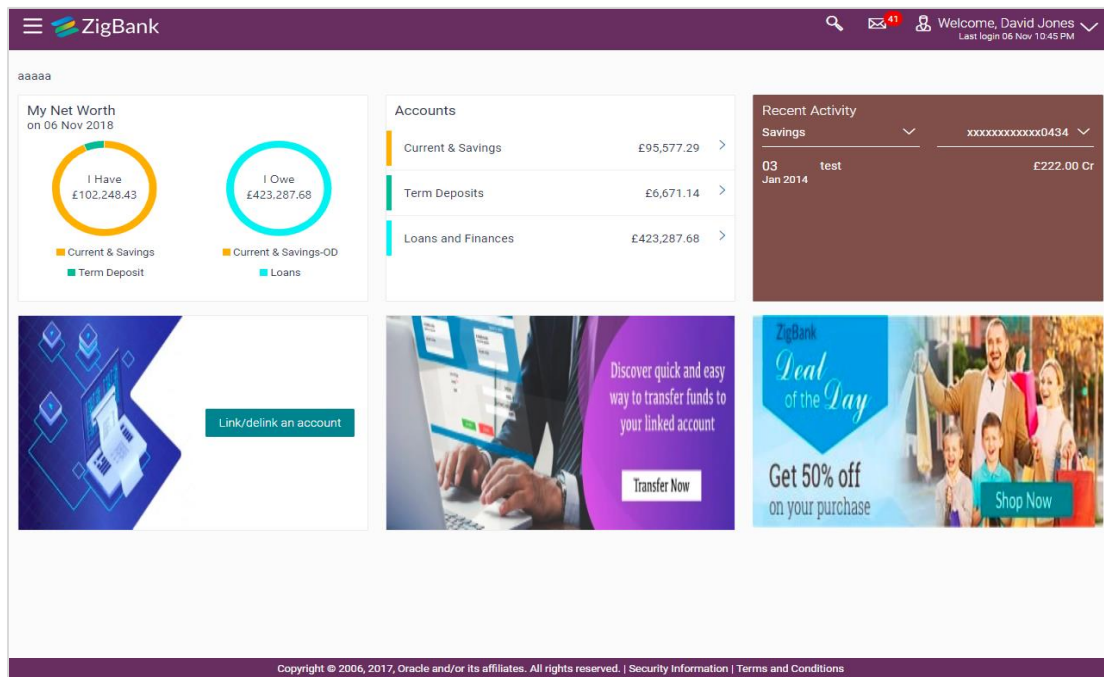 ZigBank
41
Welcome, David Jones
Last login 06 Nov 10:45 PM
aaaaa
My Net Worth
on 06 Nov 2018
I Have
£102,248.43
I Owe
£423,287.68
Current & Savings
Term Deposit
Current & Savings-OD
Loans
Accounts
Current & Savings £95,577.29
Term Deposits £6,671.14
Loans and Finances £423,287.68
Recent Activity
Savings xxxxxxxxxxxx0434
03 test £222.00 Cr
Jan 2014
Link/delink an account
Discover quick and easy
way to transfer funds to
your linked account
Transfer Now
ZigBank
Deal
of the Day
Get 50% off
on your purchase
Shop Now
Copyright © 2006, 2017, Oracle and/or its affiliates. All rights reserved. | Security Information | Terms and Conditions